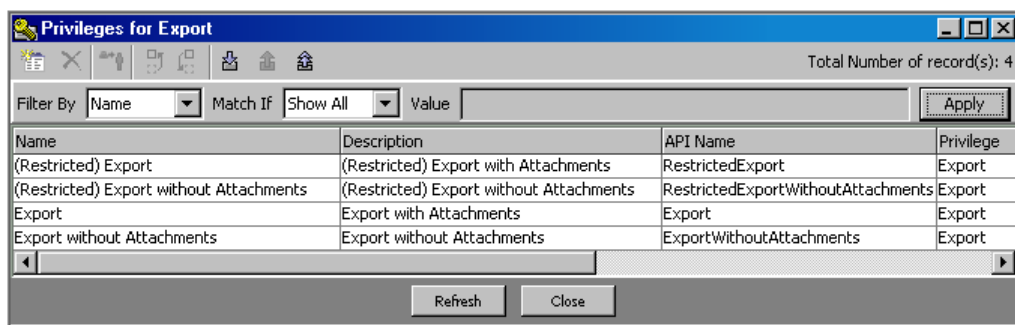 Privileges for Export
Total Number of record(s): 4
Filter By Name Match If Show All Value Apply
Name Description API Name Privilege
(Restricted) Export (Restricted) Export with Attachments RestrictedExport Export
(Restricted) Export without Attachments (Restricted) Export without Attachments RestrictedExportWithoutAttachments Export
Export Export with Attachments Export Export
Export without Attachments Export without Attachments ExportWithoutAttachments Export
Refresh Close